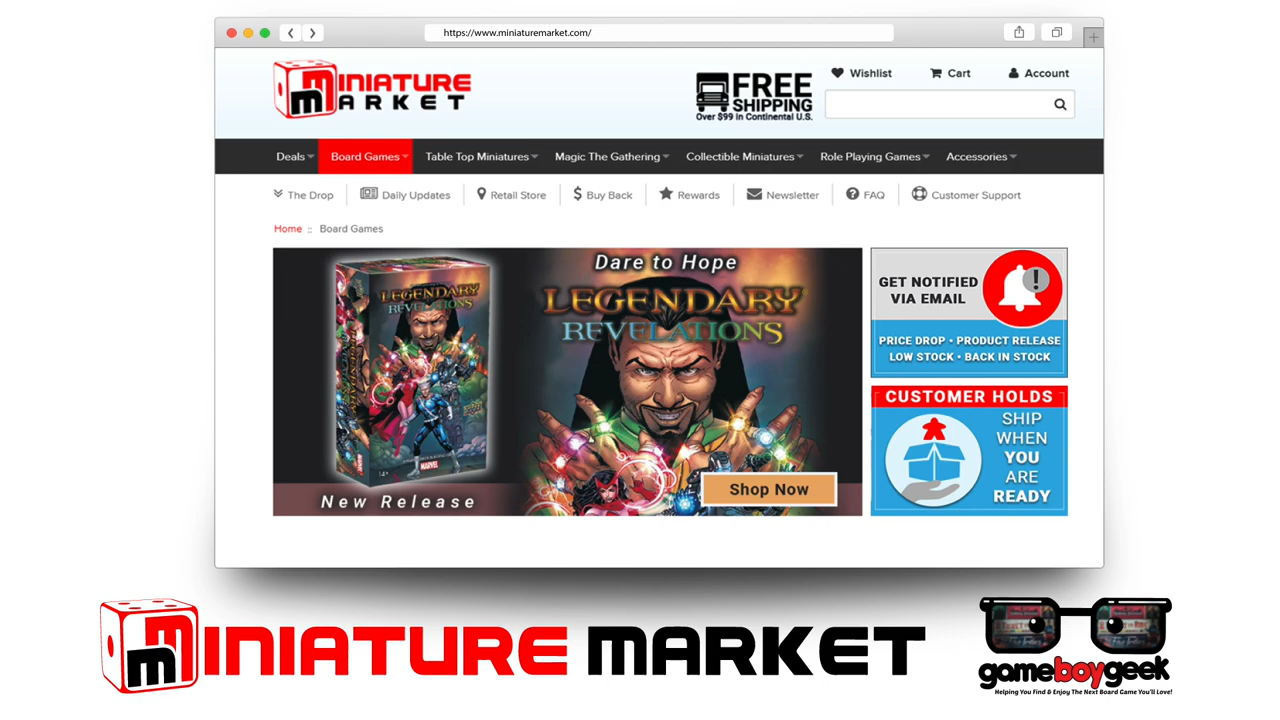 https://www.miniaturemarket.com/
MINIATURE
MARKET
FREE
SHIPPING
Over $99 in Continental U.S.
Wishlist
Cart
Account
Deals
Board Games
Table Top Miniatures
Magic The Gathering
Collectible Miniatures
Role Playing Games
Accessories
The Drop
Daily Updates
Retail Store
Buy Back
Rewards
Newsletter
FAQ
Customer Support
Home :: Board Games
LEGENDARY
REVELATIONS
MARVEL
New Release
Dare to Hope
LEGENDARY
REVELATIONS
Shop Now
GET NOTIFIED
VIA EMAIL
PRICE DROP • PRODUCT RELEASE
LOW STOCK • BACK IN STOCK
CUSTOMER HOLDS
SHIP
WHEN
YOU
ARE
READY
MINIATURE MARKET
gameboygeek
Helping You Find & Enjoy The Next Board Game You'll Love!